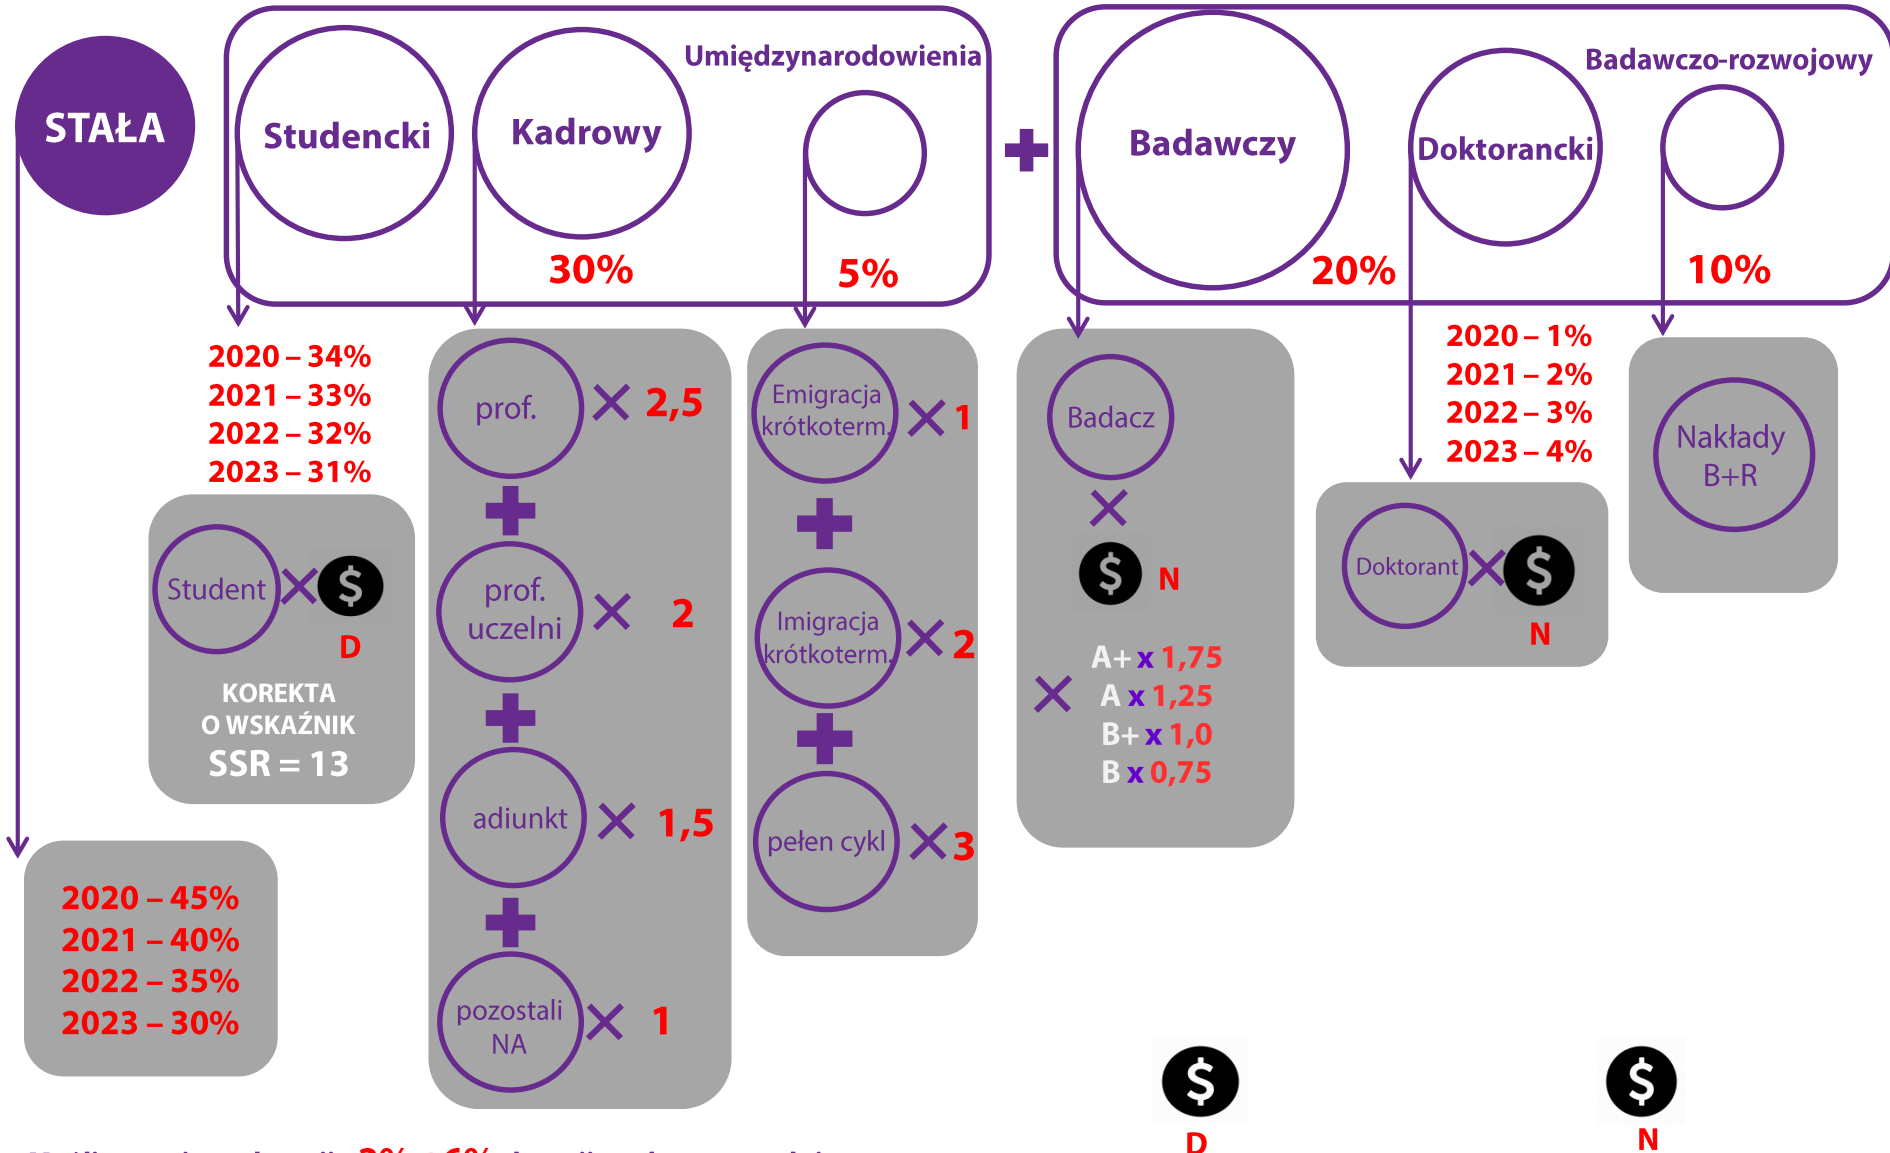 STAŁA
Studencki
Kadrowy
Umiędzynarodowienia
30%
5%
Badawczy
Doktorancki
Badawczo-rozwojowy
20%
10%
2020 – 34%
2021 – 33%
2022 – 32%
2023 – 31%
Student
$
D
KOREKTA
O WSKAŹNIK
SSR = 13
2020 – 45%
2021 – 40%
2022 – 35%
2023 – 30%
prof.
2,5
prof.
uczelni
2
adiunkt
1,5
pozostali
NA
1
Emigracja
krótkoterm.
1
Imigracja
krótkoterm.
2
pełen cykl
3
Badacz
$
N
A+ x 1,75
A x 1,25
B+ x 1,0
B x 0,75
2020 – 1%
2021 – 2%
2022 – 3%
2023 – 4%
Doktorant
$
N
Nakłady
B+R
$
D
$
N